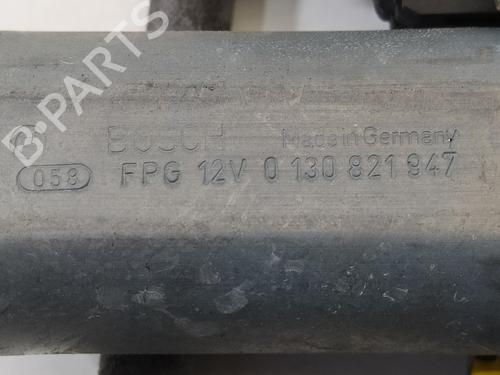 B-PARTS
BOSCH Made in Germany
058 FPG 12V 0 130 821 947